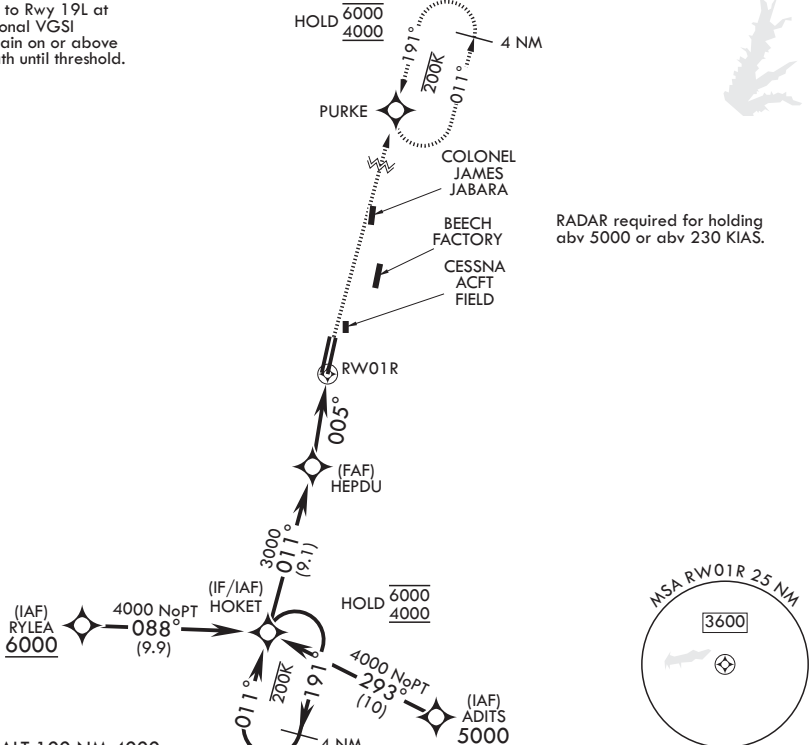 to Rwy 19L at
onal VGSI
ain on or above
th until threshold.
HOLD 6000
4000
191°
200K
011°
4 NM
PURKE
COLONEL
JAMES
JABARA
BEECH
FACTORY
CESSNA
ACFT
FIELD
RADAR required for holding
abv 5000 or abv 230 KIAS.
RW01R
005°
(FAF)
HEPDU
3000
011°
(9.1)
(IF/IAF)
HOKET
HOLD 6000
4000
(IAF)
RYLEA
6000
4000 NoPT
088°
(9.9)
4000 NoPT
293°
(10)
(IAF)
ADITS
5000
011°
200K
191°
4 NM
MSA RW01R 25 NM
3600